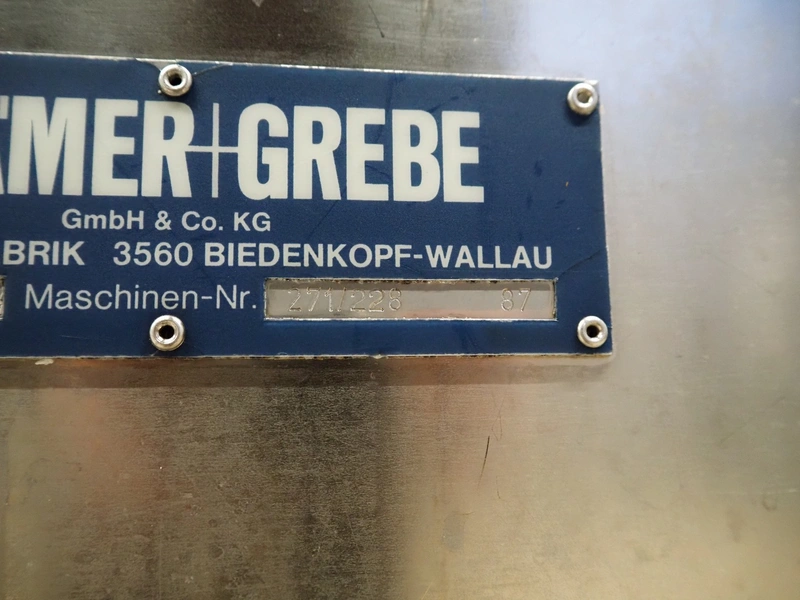 MER+GREBE
GmbH & Co. KG
BRIK 3560 BIEDENKOPF-WALLAU
Maschinen-Nr. 271/228 87